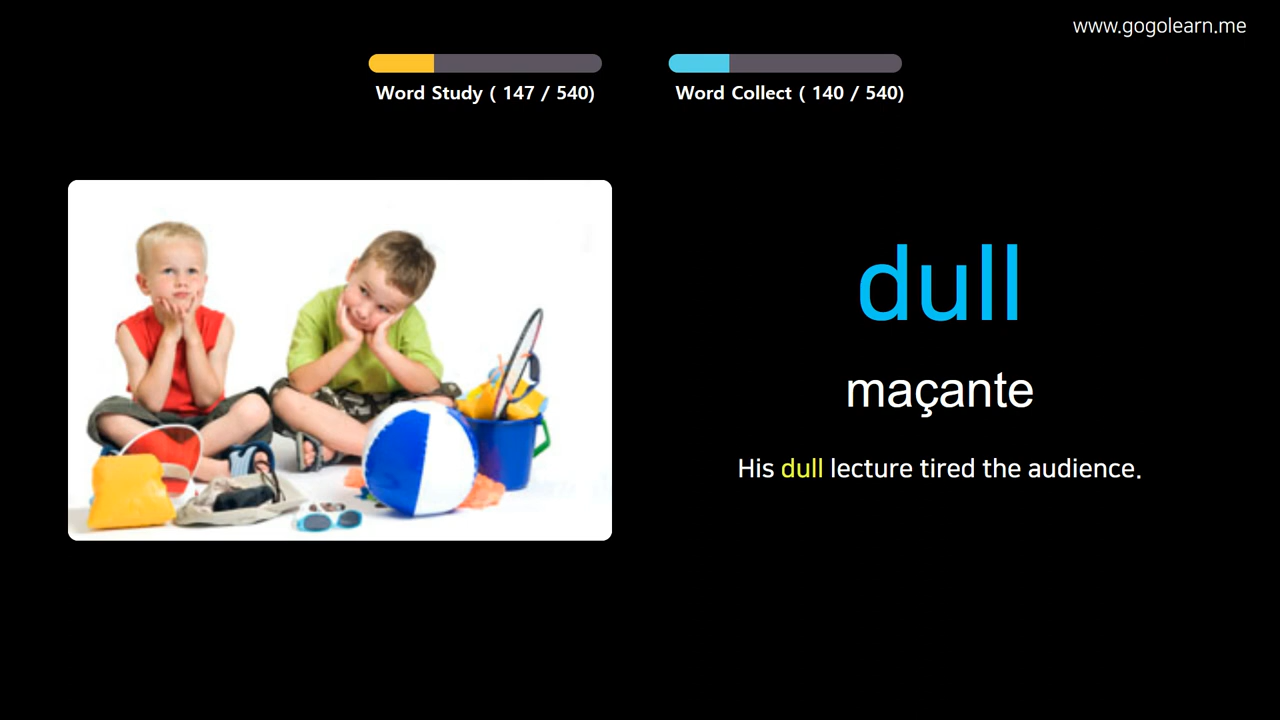 www.gogolearn.me
Word Study ( 147 / 540)
Word Collect ( 140 / 540)
dull
maçante
His dull lecture tired the audience.